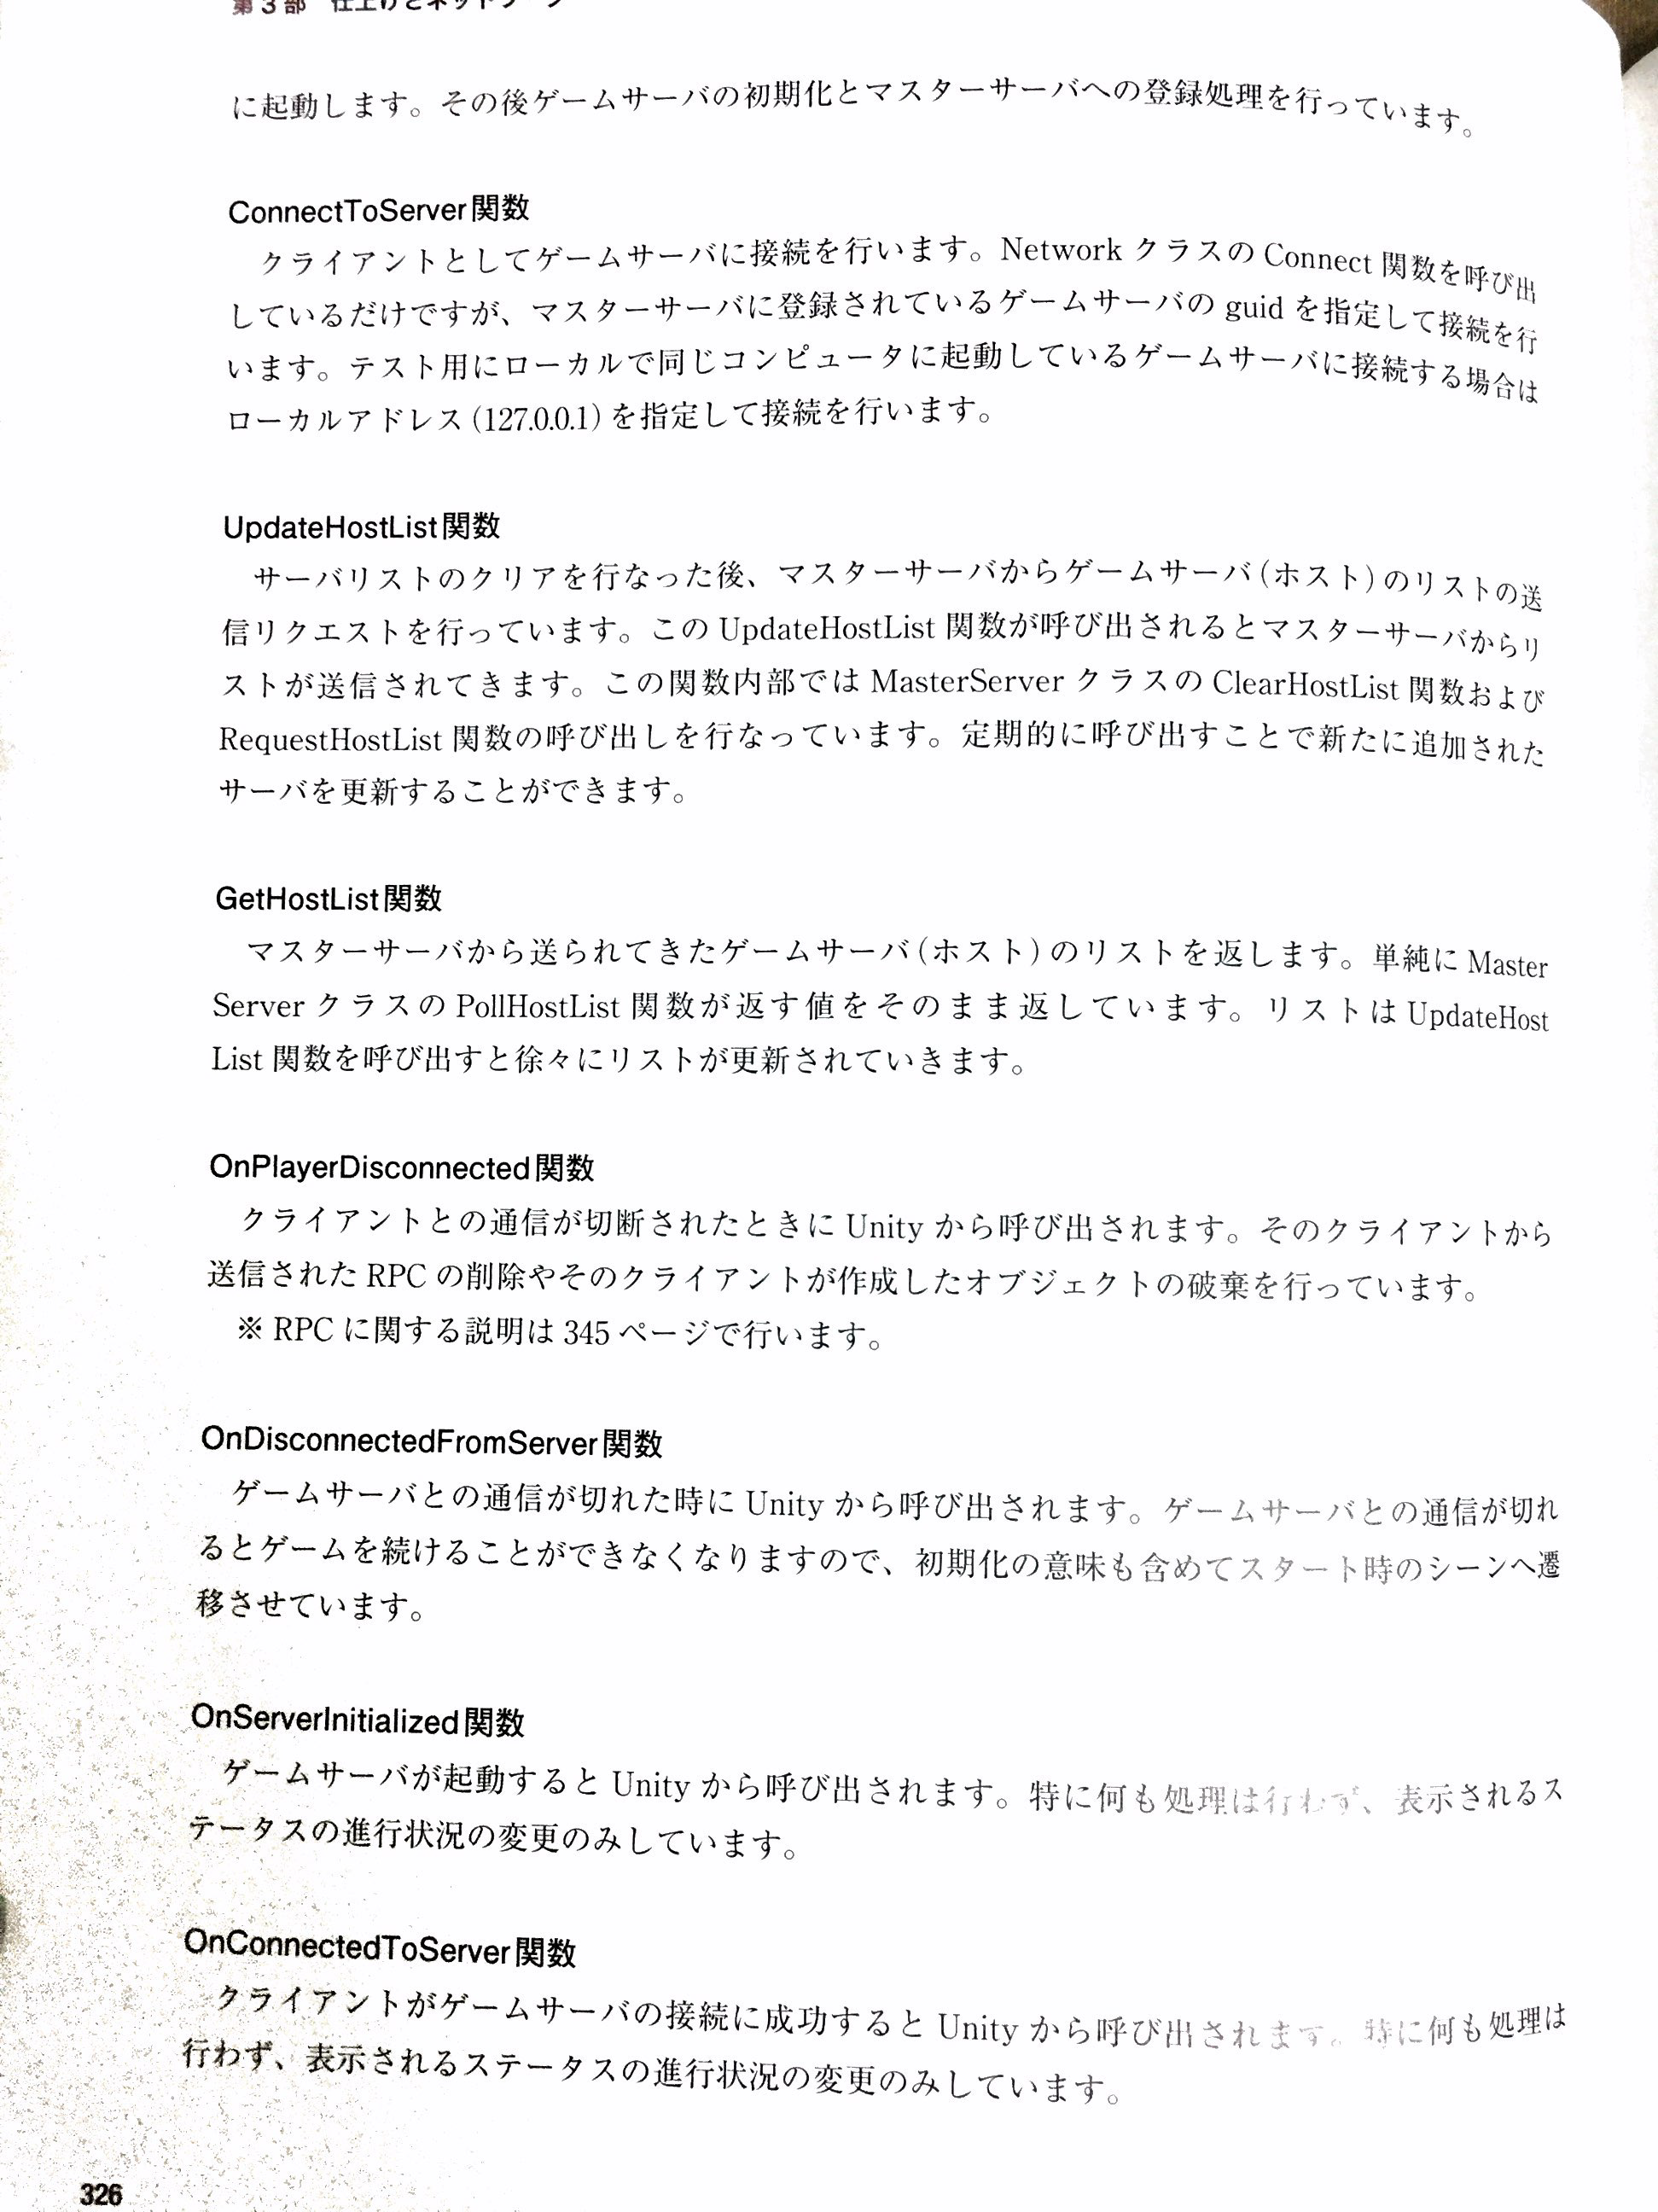 第3部 仕上げとネットワーク
に起動します。その後ゲームサーバの初期化とマスターサーバへの登録処理を行っています。
ConnectToServer関数
クライアントとしてゲームサーバに接続を行います。Network クラスの Connect 関数を呼び出
しているだけですが、マスターサーバに登録されているゲームサーバの guid を指定して接続を行
います。テスト用にローカルで同じコンピュータに起動しているゲームサーバに接続する場合は
ローカルアドレス(127.0.0.1)を指定して接続を行います。
UpdateHostList関数
サーバリストのクリアを行なった後、マスターサーバからゲームサーバ(ホスト)のリストの送
信リクエストを行っています。この UpdateHostList 関数が呼び出されるとマスターサーバからリ
ストが送信されてきます。この関数内部では MasterServer クラスの ClearHostList 関数および
RequestHostList 関数の呼び出しを行なっています。定期的に呼び出すことで新たに追加された
サーバを更新することができます。
GetHostList関数
マスターサーバから送られてきたゲームサーバ(ホスト)のリストを返します。単純に Master
Server クラスの PollHostList 関数が返す値をそのまま返しています。リストは UpdateHost
List 関数を呼び出すと徐々にリストが更新されていきます。
OnPlayerDisconnected関数
クライアントとの通信が切断されたときに Unity から呼び出されます。そのクライアントから
送信された RPC の削除やそのクライアントが作成したオブジェクトの破棄を行っています。
※ RPC に関する説明は 345 ページで行います。
OnDisconnectedFromServer関数
ゲームサーバとの通信が切れた時に Unity から呼び出されます。ゲームサーバとの通信が切れ
るとゲームを続けることができなくなりますので、初期化の意味も含めてスタート時のシーンへ遷
移させています。
OnServerInitialized関数
ゲームサーバが起動すると Unity から呼び出されます。特に何も処理は行わず、表示されるス
テータスの進行状況の変更のみしています。
OnConnectedToServer関数
クライアントがゲームサーバの接続に成功すると Unity から呼び出されます。特に何も処理は
行わず、表示されるステータスの進行状況の変更のみしています。
326